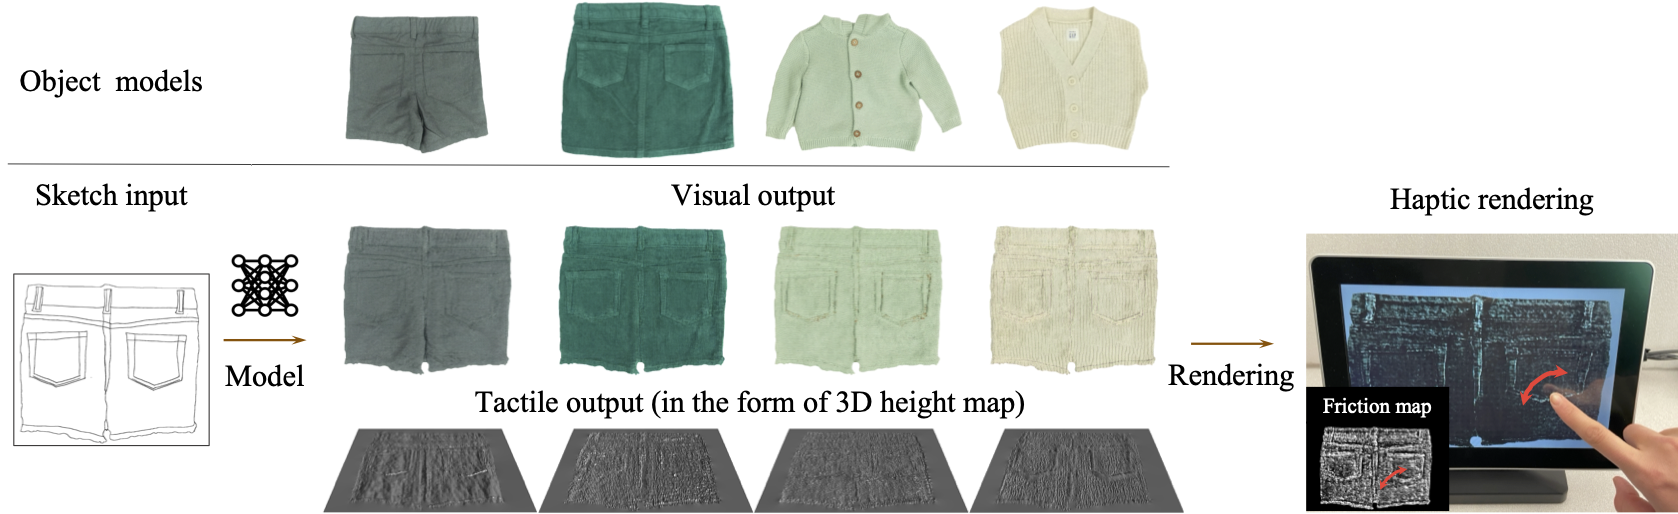 Object models
Sketch input
Visual output
Haptic rendering
Model
Rendering
Tactile output (in the form of 3D height map)
Friction map